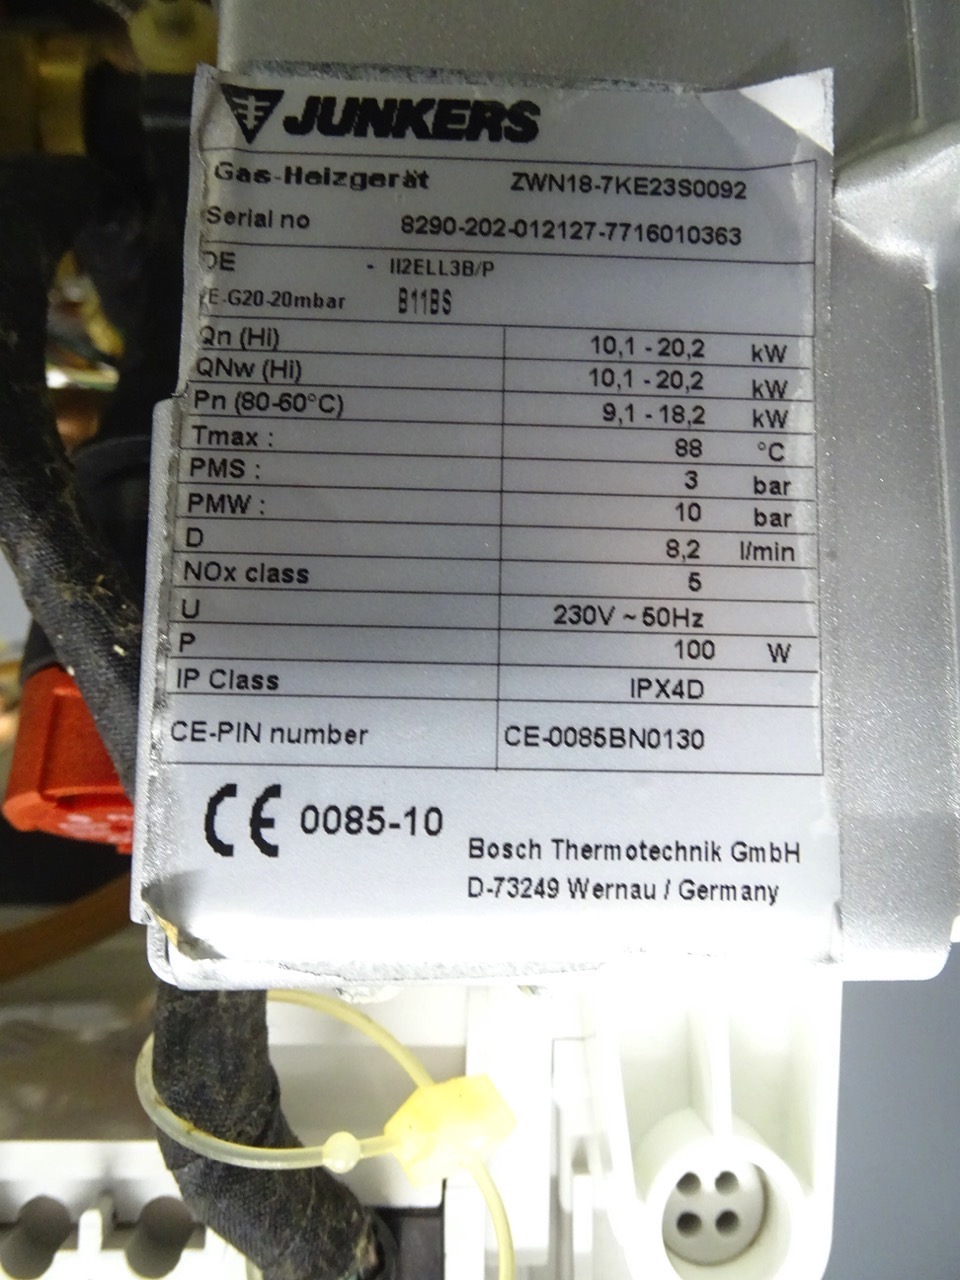 JUNKERS
Gas-Heizgerät ZWN18-7KE23S0092
Serial no 8290-202-012127-7716010363
DE - II2ELL3B/P
E-G20-20mbar B11BS
Qn (Hi) 10,1 - 20,2 kW
QNw (Hi) 10,1 - 20,2 kW
Pn (80-60°C) 9,1 - 18,2 kW
Tmax : 88 °C
PMS : 3 bar
PMW : 10 bar
D 8,2 l/min
NOx class 5
U 230V ~ 50Hz
P 100 W
IP Class IPX4D
CE-PIN number CE-0085BN0130
CE 0085-10
Bosch Thermotechnik GmbH
D-73249 Wernau / Germany